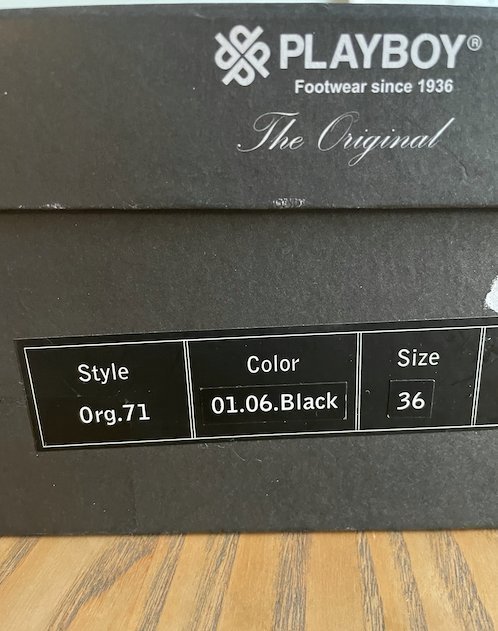 PLAYBOY®
Footwear since 1936
The Original
Style Color Size
Org.71 01.06.Black 36